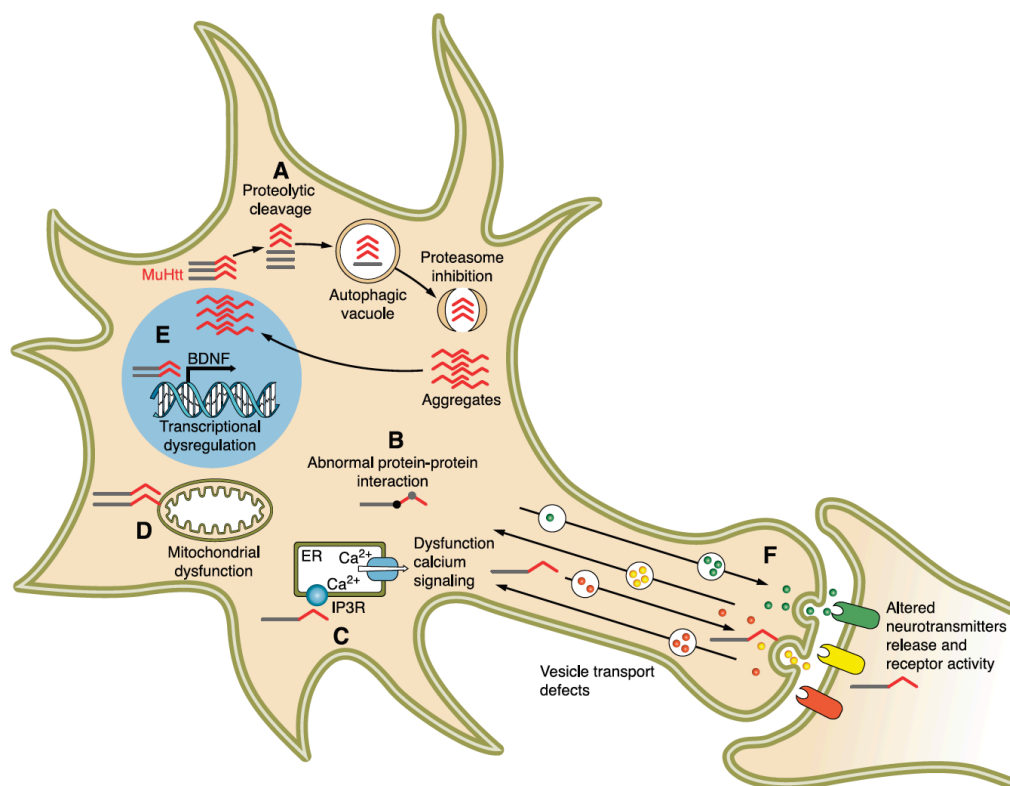 A
Proteolytic
cleavage
MuHtt
Autophagic
vacuole
Proteasome
inhibition
Aggregates
E
BDNF
Transcriptional
dysregulation
B
Abnormal protein-protein
interaction
D
Mitochondrial
dysfunction
ER
Ca2+
Ca2+
IP3R
Dysfunction
calcium
signaling
C
Vesicle transport
defects
F
Altered
neurotransmitters
release and
receptor activity